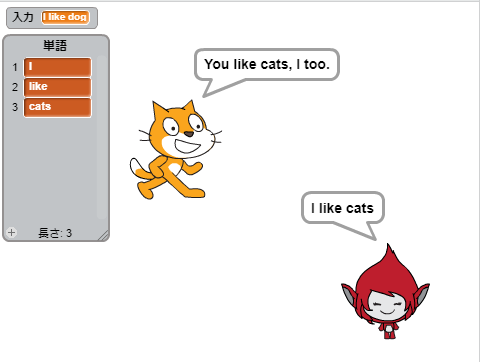 入力 I like dog
単語
1 I
2 like
3 cats
+ 長さ: 3
You like cats, I too.
I like cats